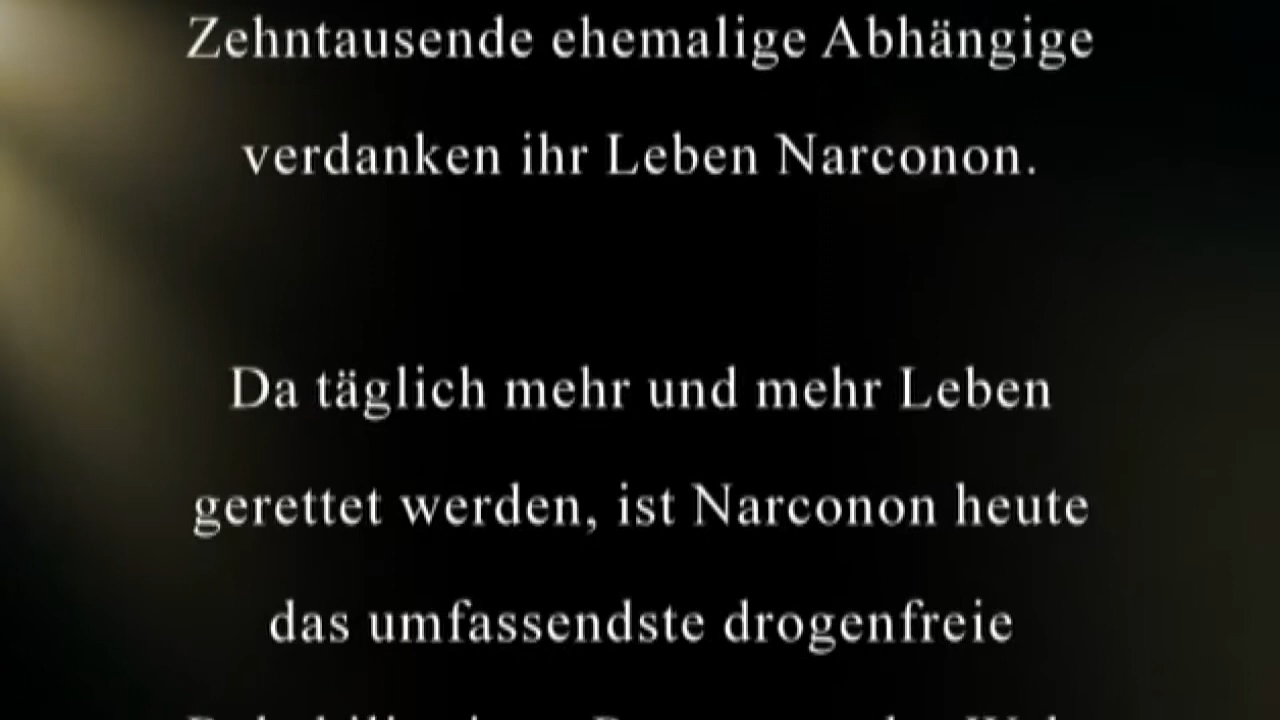 Zehntausende ehemalige Abhängige
verdanken ihr Leben Narconon.
Da täglich mehr und mehr Leben
gerettet werden, ist Narconon heute
das umfassendste drogenfreie